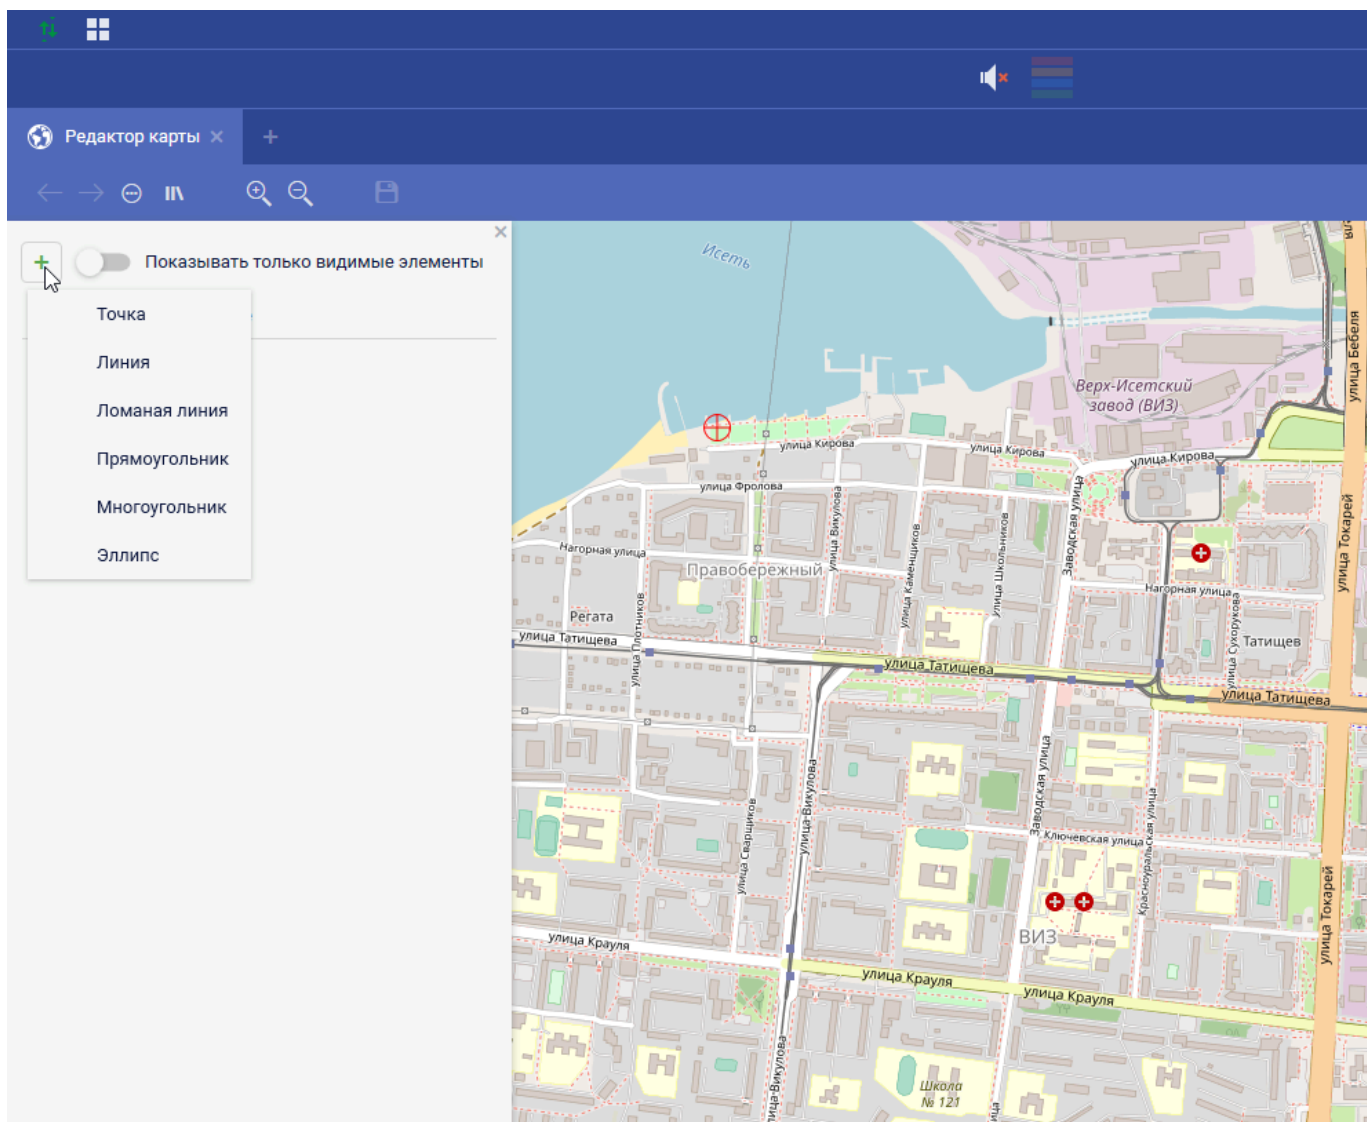 Редактор карты
Показывать только видимые элементы
Точка
Линия
Ломаная линия
Прямоугольник
Многоугольник
Эллипс
Исеть
улица Бебеля
Верх-Исетский
завод (ВИЗ)
улица Кирова
улица Кирова
улица Кирова
улица Фролова
улица Викулова
Заводская улица
улица Токарей
Нагорная улица
улица Каменщиков
улица Школьников
Правобережный
Нагорная улица
улица Плотников
Регата
улица Сухорукова
Татищев
улица Татищева
улица Татищева
улица Татищева
Заводская улица
улица Викулова
улица Сварщиков
Красноуральская улица
Ключевская улица
улица Токарей
ВИЗ
улица Крауля
улица Крауля
улица Крауля
улица Викулова
Школа
№ 121